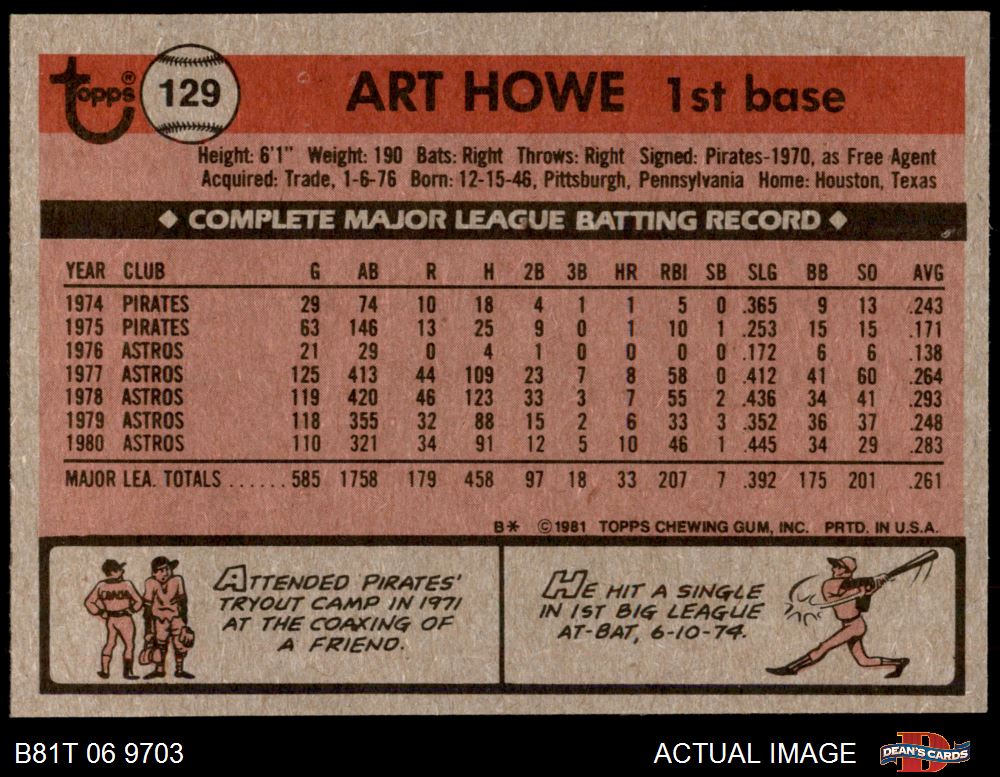 Topps® 129 ART HOWE 1st base
Height: 6'1" Weight: 190 Bats: Right Throws: Right Signed: Pirates-1970, as Free Agent
Acquired: Trade, 1-6-76 Born: 12-15-46, Pittsburgh, Pennsylvania Home: Houston, Texas
◆ COMPLETE MAJOR LEAGUE BATTING RECORD ◆
YEAR CLUB G AB R H 2B 3B HR RBI SB SLG BB SO AVG
1974 PIRATES 29 74 10 18 4 1 1 5 0 .365 9 13 .243
1975 PIRATES 63 146 13 25 9 0 1 10 1 .253 15 15 .171
1976 ASTROS 21 29 0 4 1 0 0 0 0 .172 6 6 .138
1977 ASTROS 125 413 44 109 23 7 8 58 0 .412 41 60 .264
1978 ASTROS 119 420 46 123 33 3 7 55 2 .436 34 41 .293
1979 ASTROS 118 355 32 88 15 2 6 33 3 .352 36 37 .248
1980 ASTROS 110 321 34 91 12 5 10 46 1 .445 34 29 .283
MAJOR LEA. TOTALS ...... 585 1758 179 458 97 18 33 207 7 .392 175 201 .261
B* ©1981 TOPPS CHEWING GUM, INC. PRTD. IN U.S.A.
COACH
ATTENDED PIRATES'
TRYOUT CAMP IN 1971
AT THE COAXING OF
A FRIEND.
HE HIT A SINGLE
IN 1ST BIG LEAGUE
AT-BAT, 6-10-74.
B81T 06 9703 ACTUAL IMAGE DEAN'S CARDS